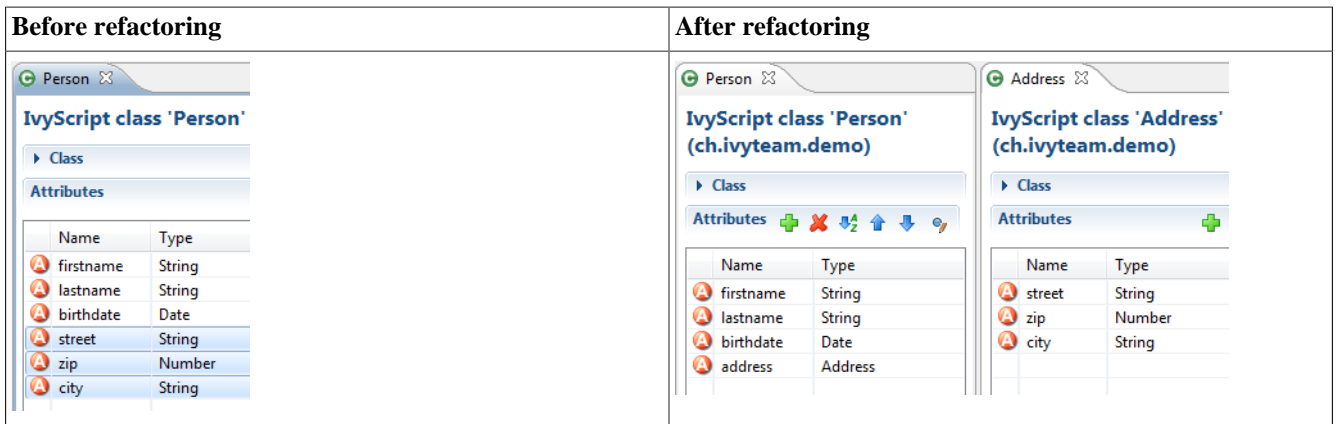 Before refactoring
After refactoring
Person
IvyScript class 'Person'
Class
Attributes
Name Type
firstname String
lastname String
birthdate Date
street String
zip Number
city String
Person
IvyScript class 'Person'
(ch.ivyteam.demo)
Class
Attributes
Name Type
firstname String
lastname String
birthdate Date
address Address
Address
IvyScript class 'Address'
(ch.ivyteam.demo)
Class
Attributes
Name Type
street String
zip Number
city String